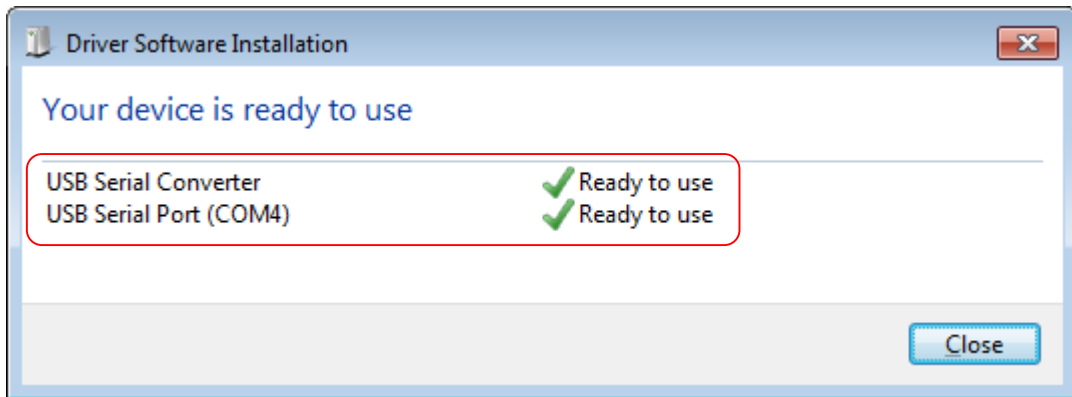 Driver Software Installation
Your device is ready to use
USB Serial Converter Ready to use
USB Serial Port (COM4) Ready to use
Close